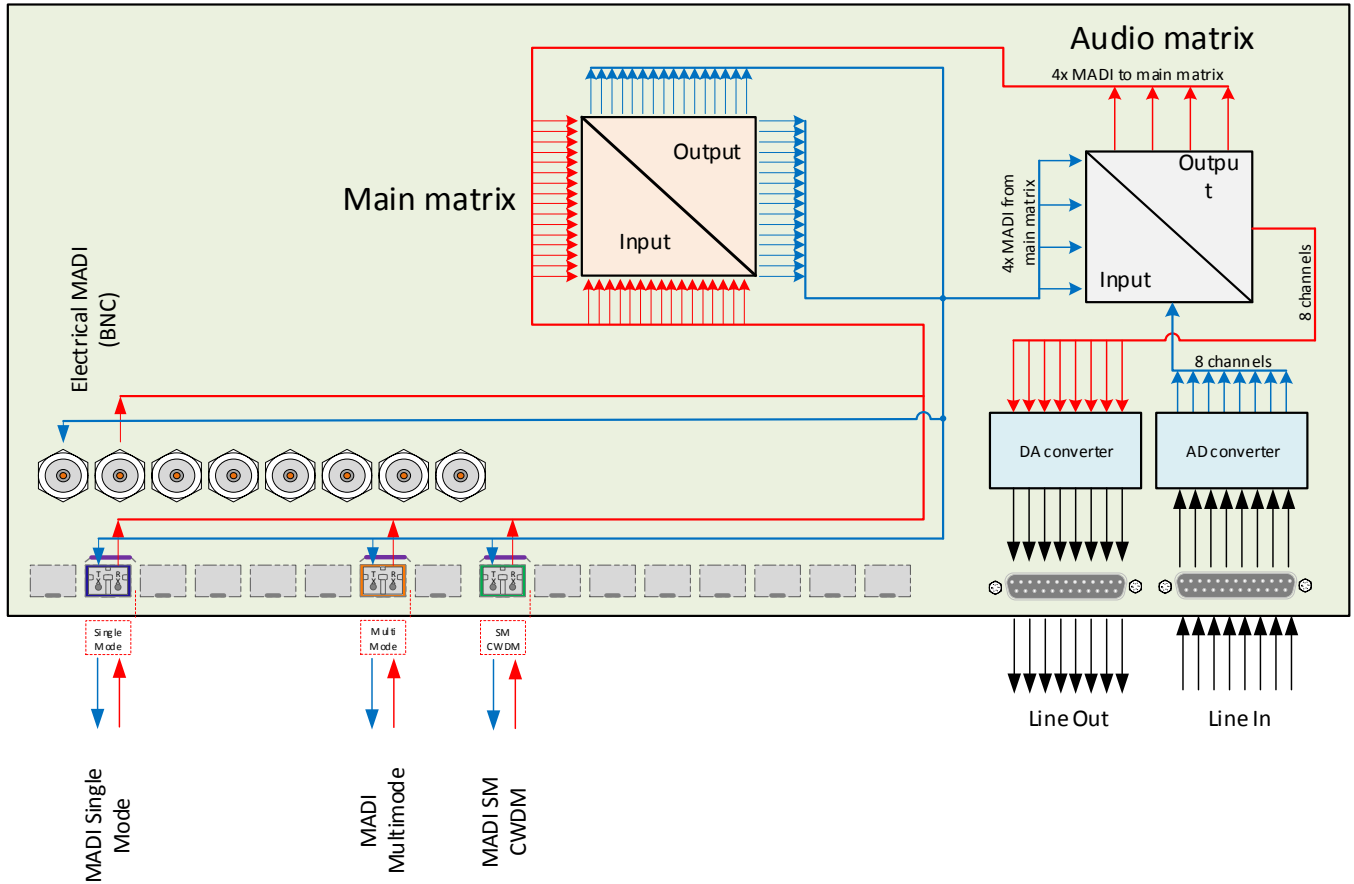 Audio matrix
4x MADI to main matrix
Output
Main matrix
Input
Outpu
t
4x MADI from
main matrix
Input
8 channels
8 channels
Electrical MADI
(BNC)
DA converter
AD converter
T R
T R
T R
Single
Mode
Multi
Mode
SM
CWDM
Line Out
Line In
MADI Single
Mode
MADI
Multimode
MADI SM
CWDM